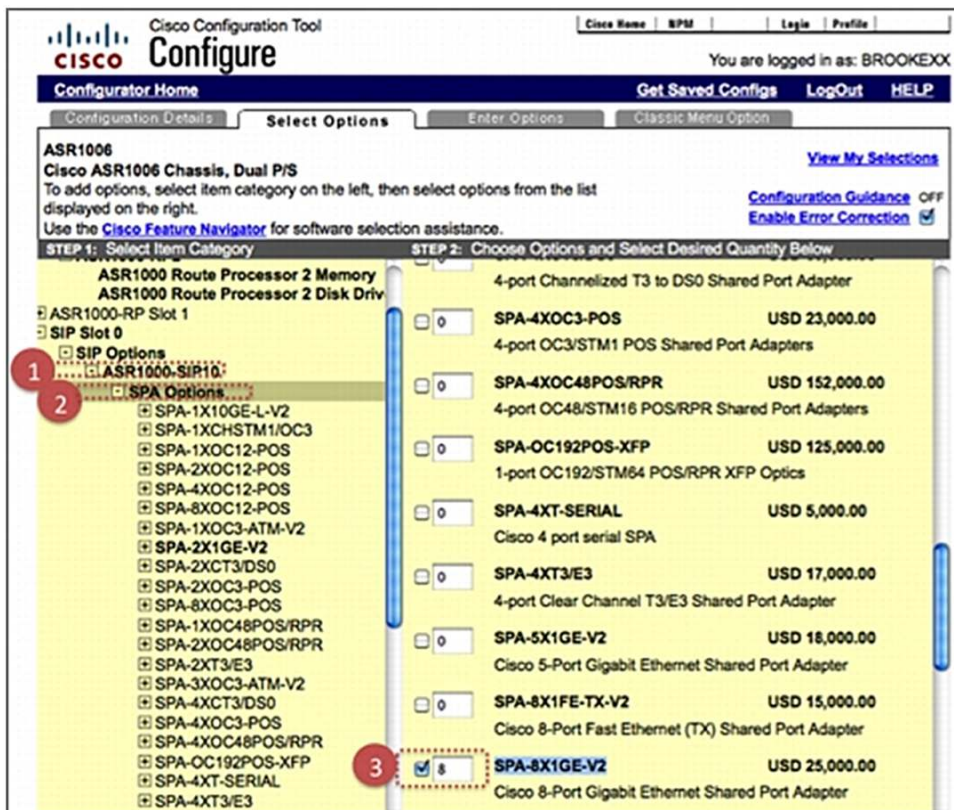 Cisco Configuration Tool
Cisco Home NPM Login Profile
CISCO Configure
You are logged in as: BROOKEXX
Configurator Home Get Saved Configs LogOut HELP
Configuration Details Select Options Enter Options Classic Menu Option
ASR1006
Cisco ASR1006 Chassis, Dual P/S
View My Selections
To add options, select item category on the left, then select options from the list
displayed on the right.
Configuration Guidance OFF
Use the Cisco Feature Navigator for software selection assistance.
Enable Error Correction
STEP 1: Select Item Category
ASR1000 Route Processor 2 Memory
ASR1000 Route Processor 2 Disk Driv
ASR1000-RP Slot 1
SIP Slot 0
SIP Options
1 ASR1000-SIP10
2 SPA Options
SPA-1X10GE-L-V2
SPA-1XCHSTM1/OC3
SPA-1XOC12-POS
SPA-2XOC12-POS
SPA-4XOC12-POS
SPA-8XOC12-POS
SPA-1XOC3-ATM-V2
SPA-2X1GE-V2
SPA-2XCT3/DS0
SPA-2XOC3-POS
SPA-8XOC3-POS
SPA-1XOC48POS/RPR
SPA-2XOC48POS/RPR
SPA-2XT3/E3
SPA-3XOC3-ATM-V2
SPA-4XCT3/DS0
SPA-4XOC3-POS
SPA-4XOC48POS/RPR
SPA-OC192POS-XFP
SPA-4XT-SERIAL
SPA-4XT3/E3
STEP 2: Choose Options and Select Desired Quantity Below
4-port Channelized T3 to DS0 Shared Port Adapter
0 SPA-4XOC3-POS USD 23,000.00
4-port OC3/STM1 POS Shared Port Adapters
0 SPA-4XOC48POS/RPR USD 152,000.00
4-port OC48/STM16 POS/RPR Shared Port Adapters
0 SPA-OC192POS-XFP USD 125,000.00
1-port OC192/STM64 POS/RPR XFP Optics
0 SPA-4XT-SERIAL USD 5,000.00
Cisco 4 port serial SPA
0 SPA-4XT3/E3 USD 17,000.00
4-port Clear Channel T3/E3 Shared Port Adapter
0 SPA-5X1GE-V2 USD 18,000.00
Cisco 5-Port Gigabit Ethernet Shared Port Adapter
0 SPA-8X1FE-TX-V2 USD 15,000.00
Cisco 8-Port Fast Ethernet (TX) Shared Port Adapter
3 8 SPA-8X1GE-V2 USD 25,000.00
Cisco 8-Port Gigabit Ethernet Shared Port Adapter